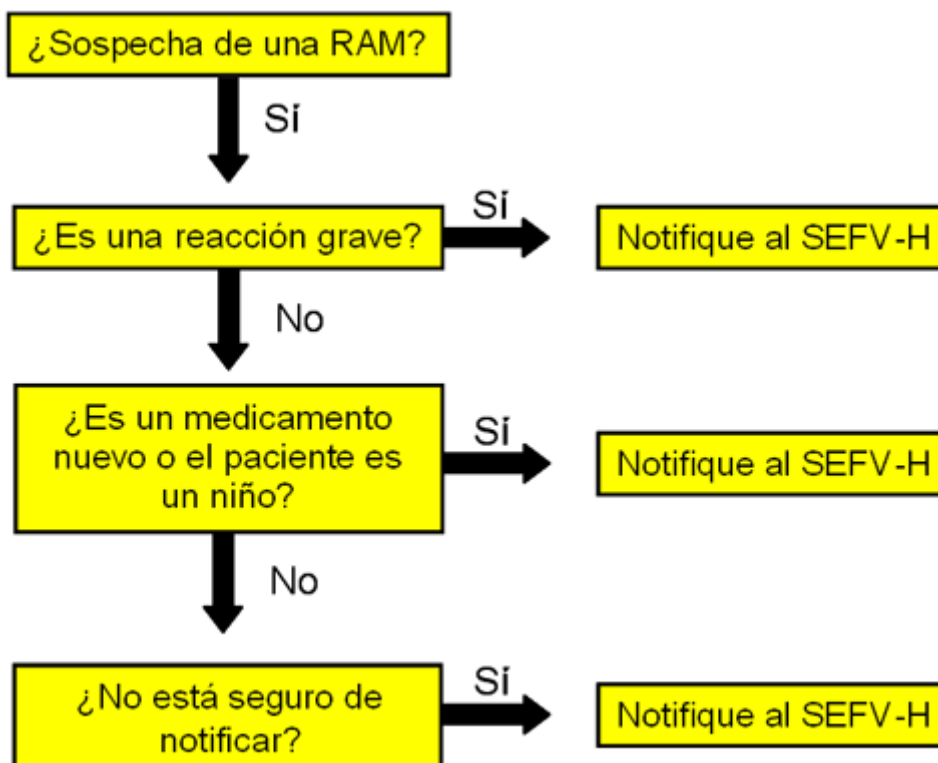 ¿Sospecha de una RAM?
Sí
¿Es una reacción grave?
Sí
Notifique al SEFV-H
No
¿Es un medicamento
nuevo o el paciente es
un niño?
Sí
Notifique al SEFV-H
No
¿No está seguro de
notificar?
Sí
Notifique al SEFV-H